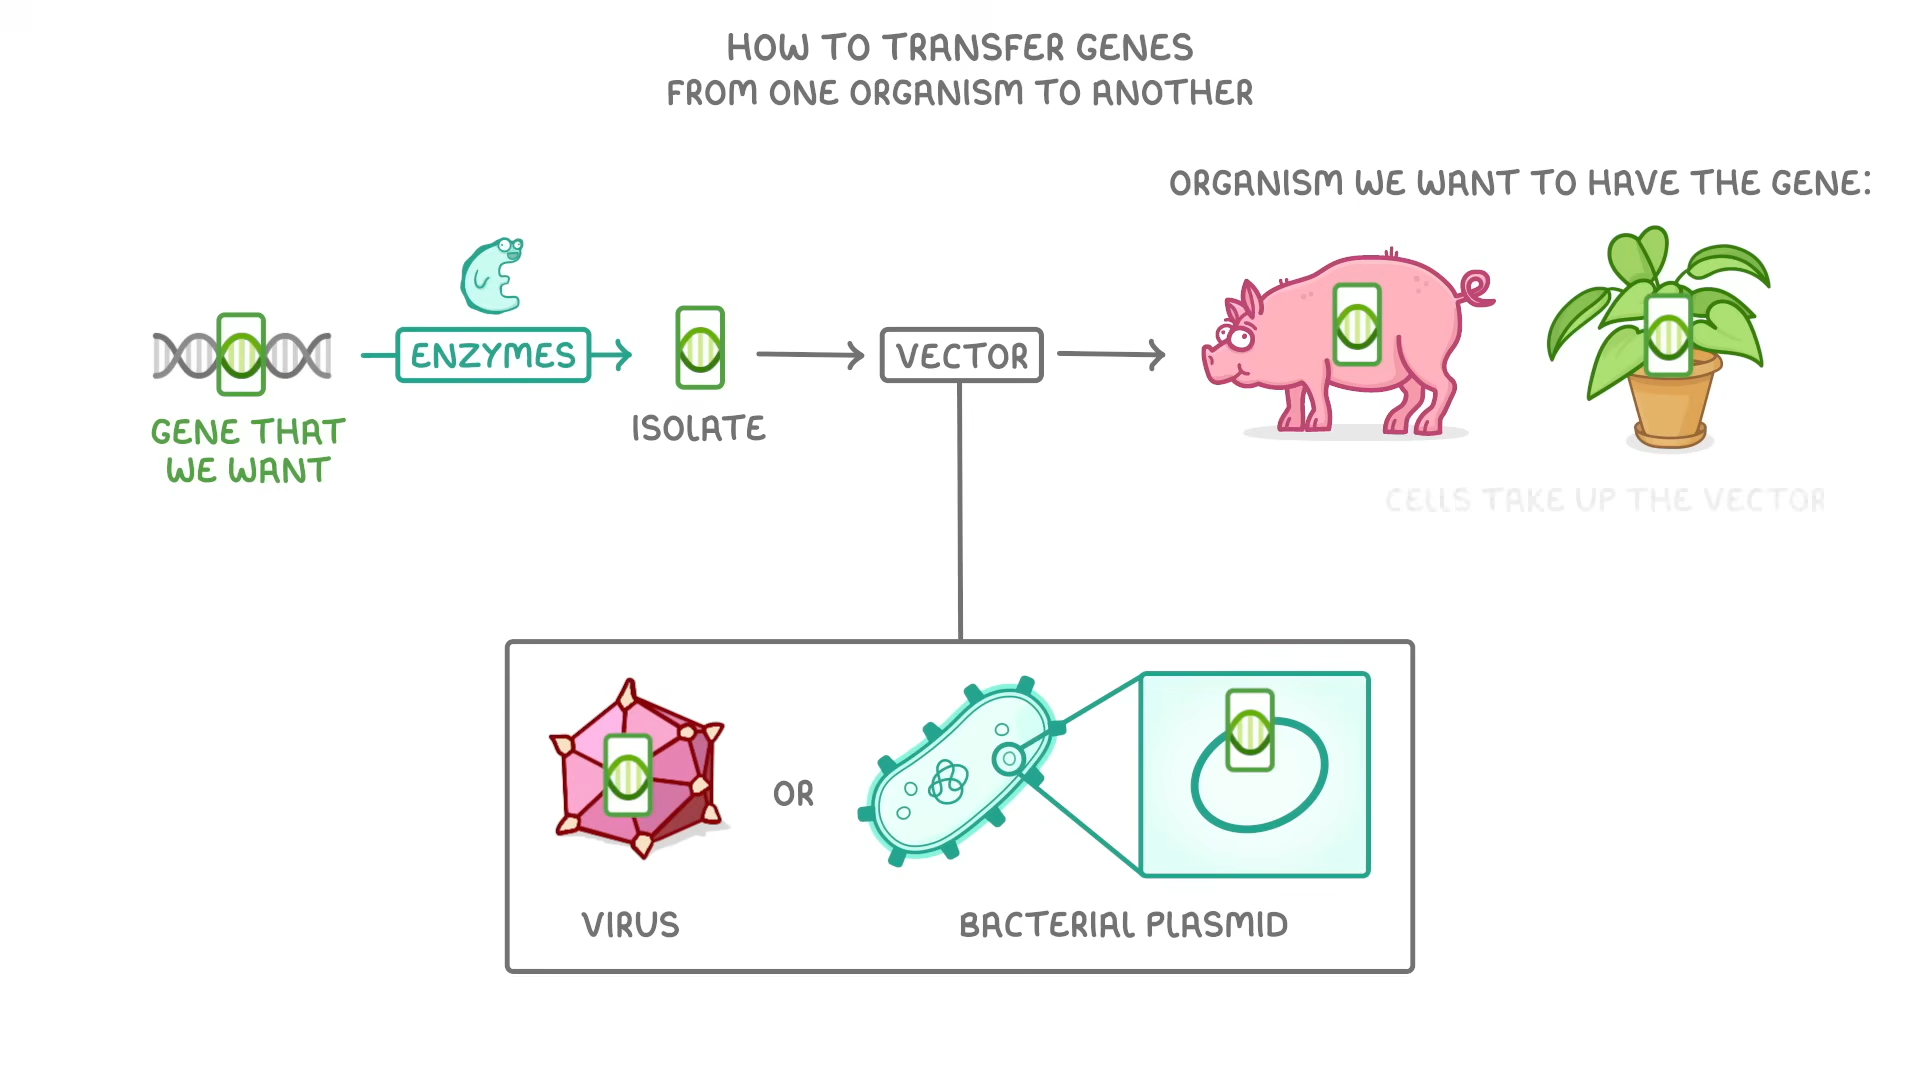 HOW TO TRANSFER GENES
FROM ONE ORGANISM TO ANOTHER
ORGANISM WE WANT TO HAVE THE GENE:
ENZYMES
VECTOR
GENE THAT
WE WANT
ISOLATE
CELLS TAKE UP THE VECTOR
OR
VIRUS
BACTERIAL PLASMID